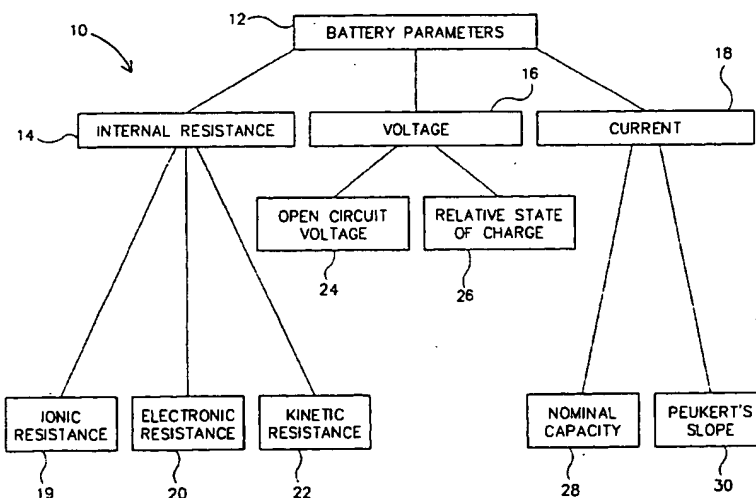 10
12
BATTERY PARAMETERS
18
16
14
INTERNAL RESISTANCE
VOLTAGE
CURRENT
OPEN CIRCUIT
VOLTAGE
RELATIVE STATE
OF CHARGE
24
26
IONIC
RESISTANCE
ELECTRONIC
RESISTANCE
KINETIC
RESISTANCE
NOMINAL
CAPACITY
PEUKERT'S
SLOPE
19
20
22
28
30